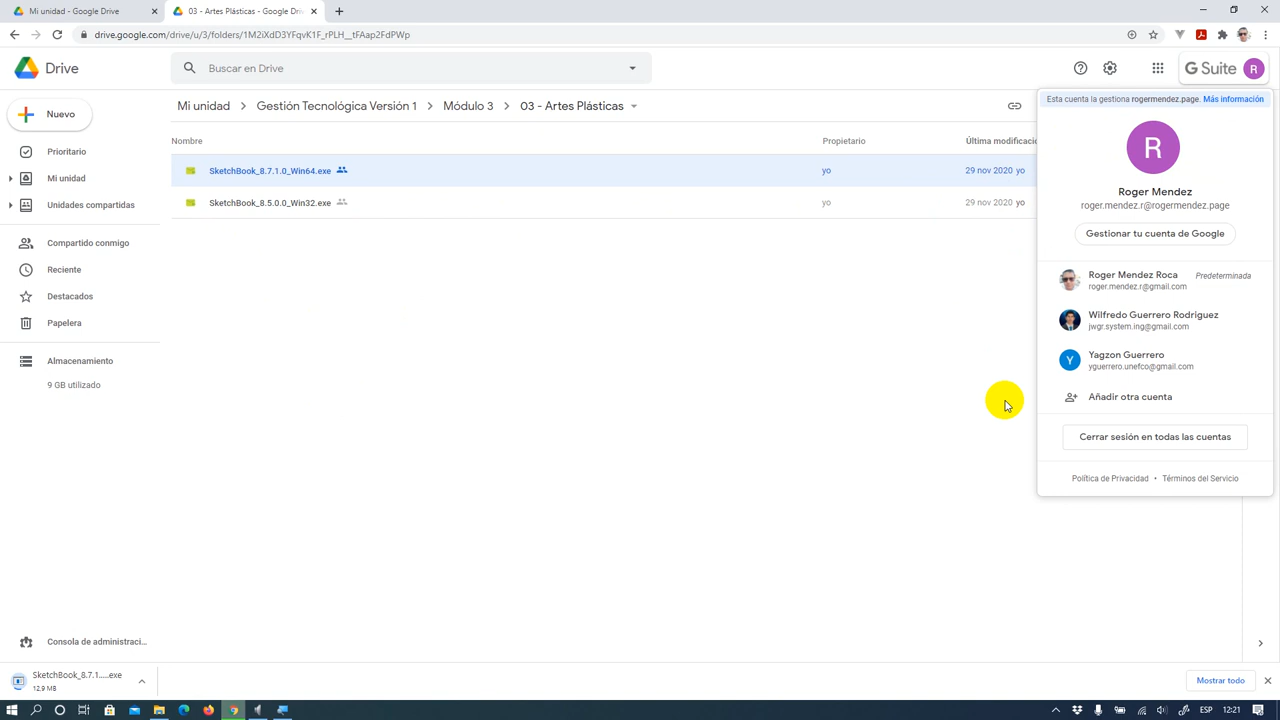 Mi unidad - Google Drive
03 - Artes Plásticas - Google Driv
drive.google.com/drive/u/3/folders/1M2iXdD3YFqvK1F_rPLH__tFAap2FdPWp
Drive
Buscar en Drive
G Suite R
Mi unidad > Gestión Tecnológica Versión 1 > Módulo 3 > 03 - Artes Plásticas
Nuevo
Nombre Propietario Última modificació
SketchBook_8.7.1.0_Win64.exe yo 29 nov 2020 yo
SketchBook_8.5.0.0_Win32.exe yo 29 nov 2020 yo
Prioritario
Mi unidad
Unidades compartidas
Compartido conmigo
Reciente
Destacados
Papelera
Almacenamiento
9 GB utilizado
Consola de administraci...
Esta cuenta la gestiona rogermendez.page. Más información
R
Roger Mendez
roger.mendez.r@rogermendez.page
Gestionar tu cuenta de Google
Roger Mendez Roca Predeterminada
roger.mendez.r@gmail.com
Wilfredo Guerrero Rodríguez
jwgr.system.ing@gmail.com
Y
Yagzon Guerrero
yguerrero.unefco@gmail.com
Añadir otra cuenta
Cerrar sesión en todas las cuentas
Política de Privacidad • Términos del Servicio
SketchBook_8.7.1.....exe
12.9 MB
Mostrar todo
ESP 12:21